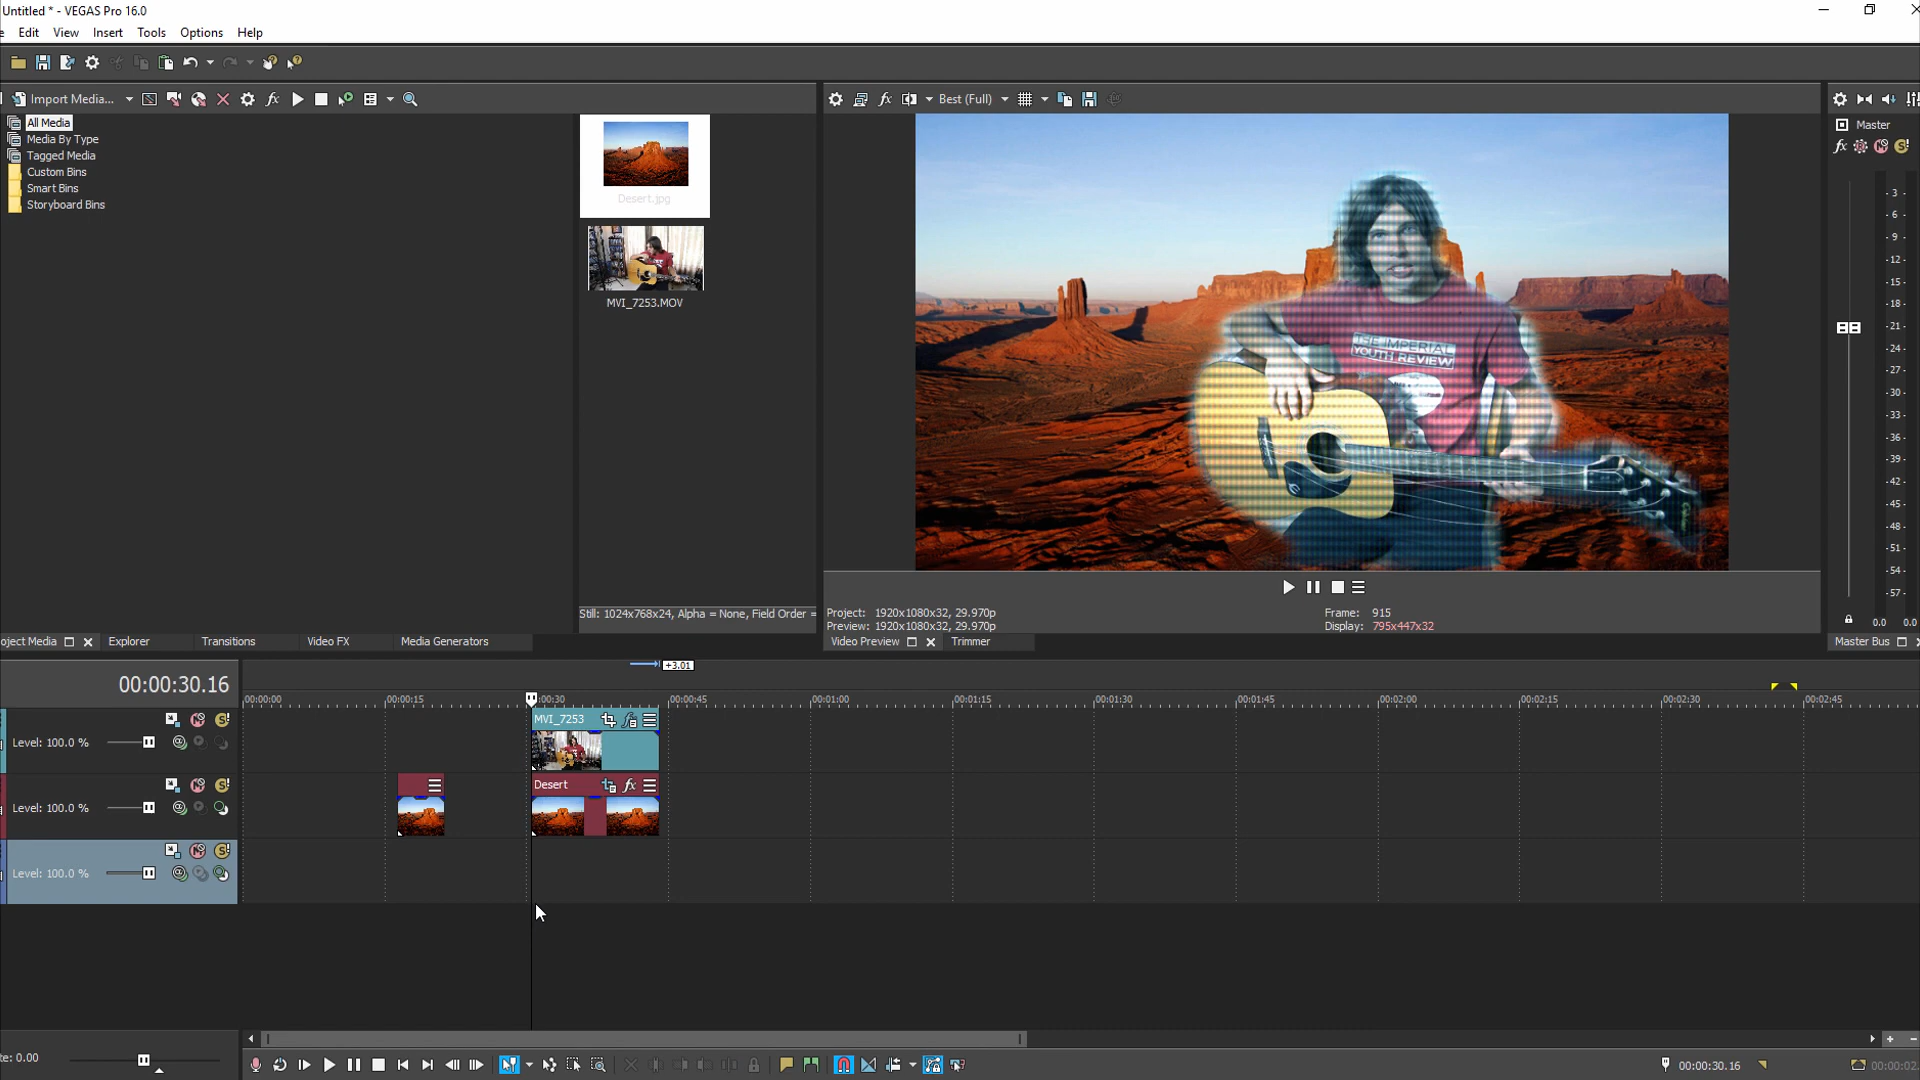 Untitled * - VEGAS Pro 16.0
Edit View Insert Tools Options Help
Import Media...
Best (Full)
All Media
Media By Type
Tagged Media
Custom Bins
Smart Bins
Storyboard Bins
Desert.jpg
MVI_7253.MOV
THE IMPERIAL
YOUTH REVIEW
Master
- 3
- 6
- 9
- 12
- 15
- 18
- 21
- 24
- 27
- 30
- 33
- 36
- 39
- 42
- 45
- 48
- 51
- 54
- 57
0.0 0.0
Still: 1024x768x24, Alpha = None, Field Order =
Project: 1920x1080x32, 29.970p
Preview: 1920x1080x32, 29.970p
Frame: 915
Display: 795x447x32
oject Media Explorer Transitions Video FX Media Generators
Video Preview Trimmer
Master Bus
+3.01
00:00:30.16
00:00:00 00:00:15 :00:30 00:00:45 00:01:00 00:01:15 00:01:30 00:01:45 00:02:00 00:02:15 00:02:30 00:02:45
MVI_7253
Level: 100.0 %
Desert
Level: 100.0 %
Level: 100.0 %
te: 0.00
00:00:30.16
00:00:02.